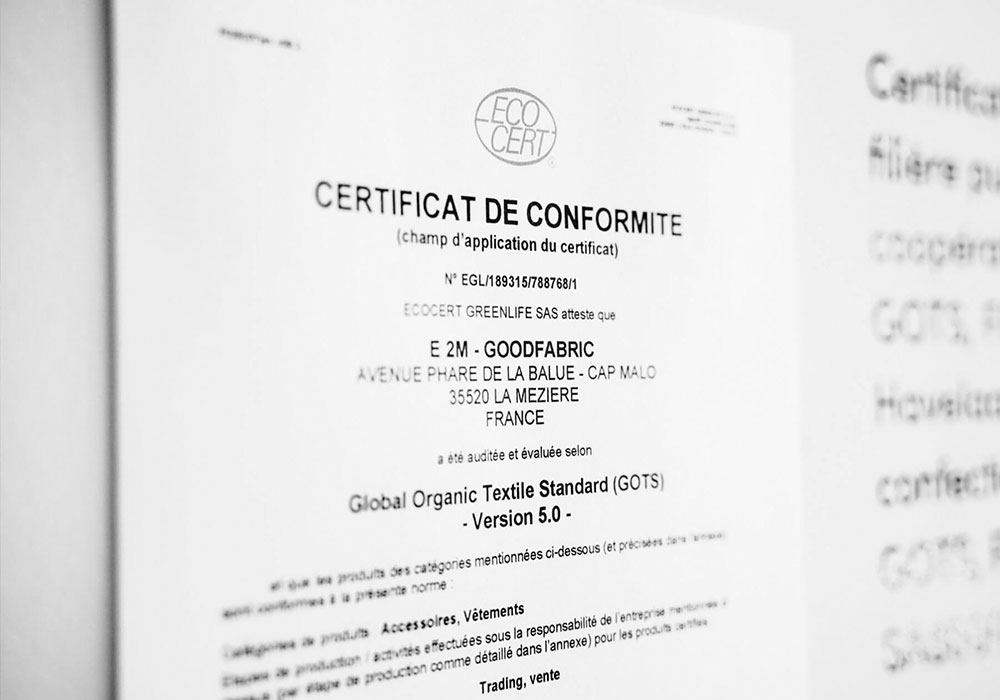 ECO
CERT
®
CERTIFICAT DE CONFORMITE
(champ d'application du certificat)
N° EGL/189315/788768/1
ECOCERT GREENLIFE SAS atteste que
E 2M - GOODFABRIC
AVENUE PHARE DE LA BALUE - CAP MALO
35520 LA MEZIERE
FRANCE
a été auditée et évaluée selon
Global Organic Textile Standard (GOTS)
- Version 5.0 -
et que les produits des catégories mentionnées ci-dessous (et précisées dans l'annexe)
sont conformes à la présente norme :
Catégories de produits Accessoires, Vêtements
Etapes de production / activités effectuées sous la responsabilité de l'entreprise mentionnée
par étape de production comme détaillé dans l'annexe) pour les produits certifiés
Trading, vente
Certifica
filière
coopéra
GOTS,
Havelaa
confecti
GOTS,